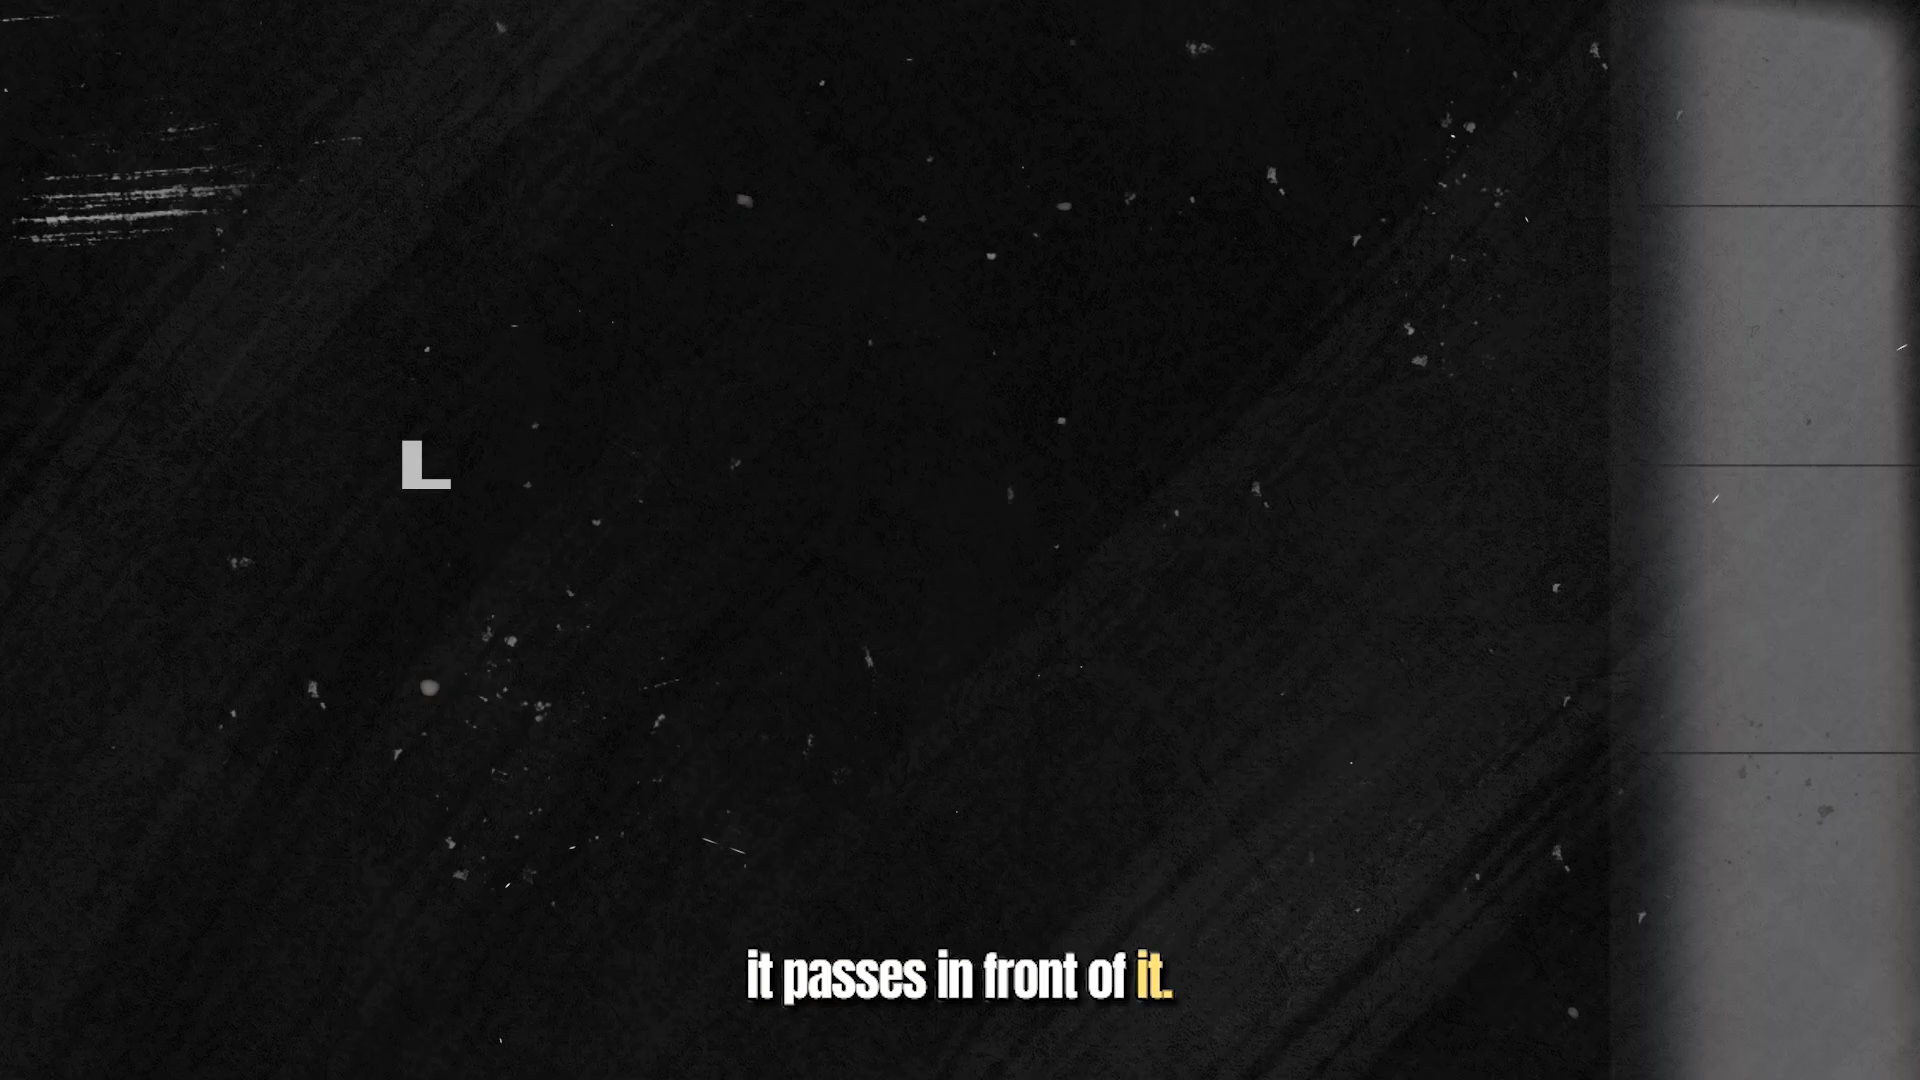 L
it passes in front of it.